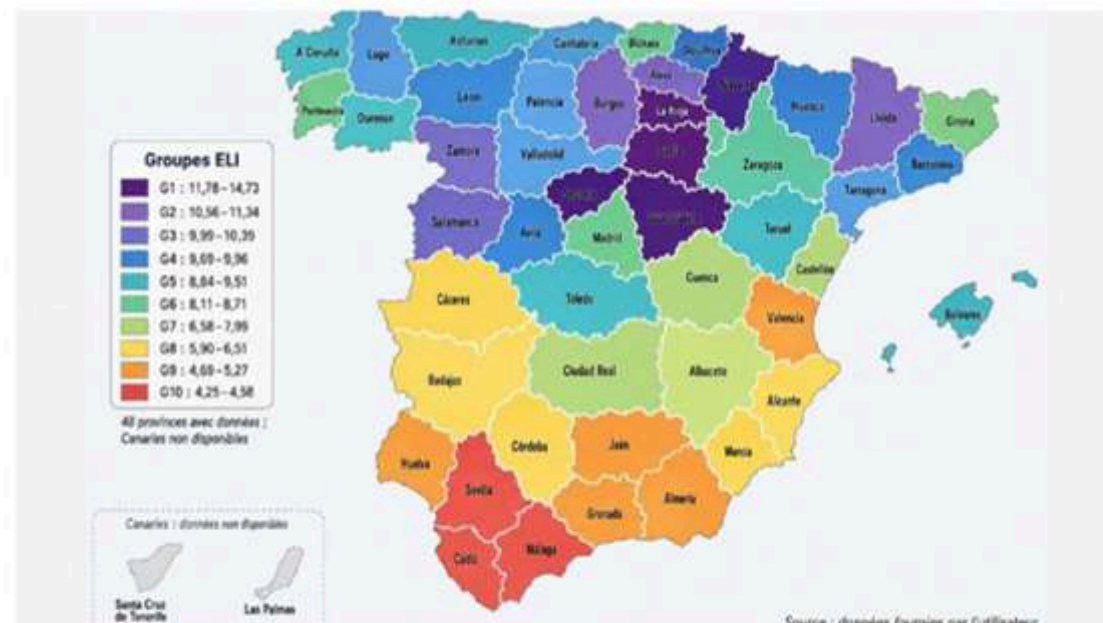 A Coruña
Lugo
Asturias
Cantabria
Bizkaia
Gipuzkoa
Navarra
Pontevedra
Ourense
León
Palencia
Burgos
Álava
La Rioja
Huesca
Lleida
Girona
Zamora
Valladolid
Soria
Zaragoza
Barcelona
Tarragona
Groupes ELI
G1 : 11,78 - 14,73
G2 : 10,56 - 11,34
G3 : 9,99 - 10,39
G4 : 9,69 - 9,96
G5 : 8,84 - 9,51
G6 : 8,11 - 8,71
G7 : 6,58 - 7,99
G8 : 5,90 - 6,51
G9 : 4,69 - 5,27
G10 : 4,25 - 4,58
48 provinces avec données ;
Canaries non disponibles
Salamanca
Ávila
Madrid
Teruel
Castellón
Cáceres
Toledo
Cuenca
Valencia
Baleares
Badajoz
Ciudad Real
Albacete
Alicante
Huelva
Sevilla
Córdoba
Jaén
Murcia
Granada
Almería
Cádiz
Málaga
Canaries : données non disponibles
Santa Cruz
de Tenerife
Las Palmas
Source : données fournies par l'utilisateur